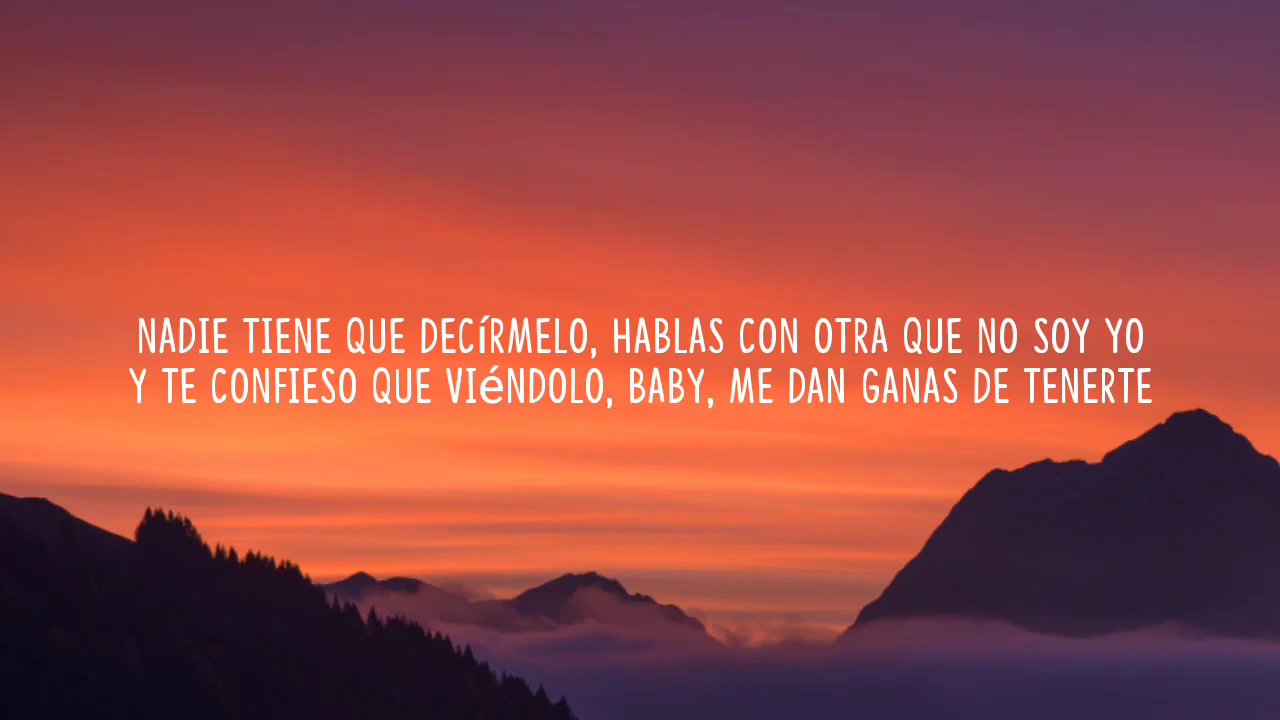 NADIE TIENE QUE DECíRMELO, HABLAS CON OTRA QUE NO SOY YO
Y TE CONFIESO QUE VIéNDOLO, BABY, ME DAN GANAS DE TENERTE